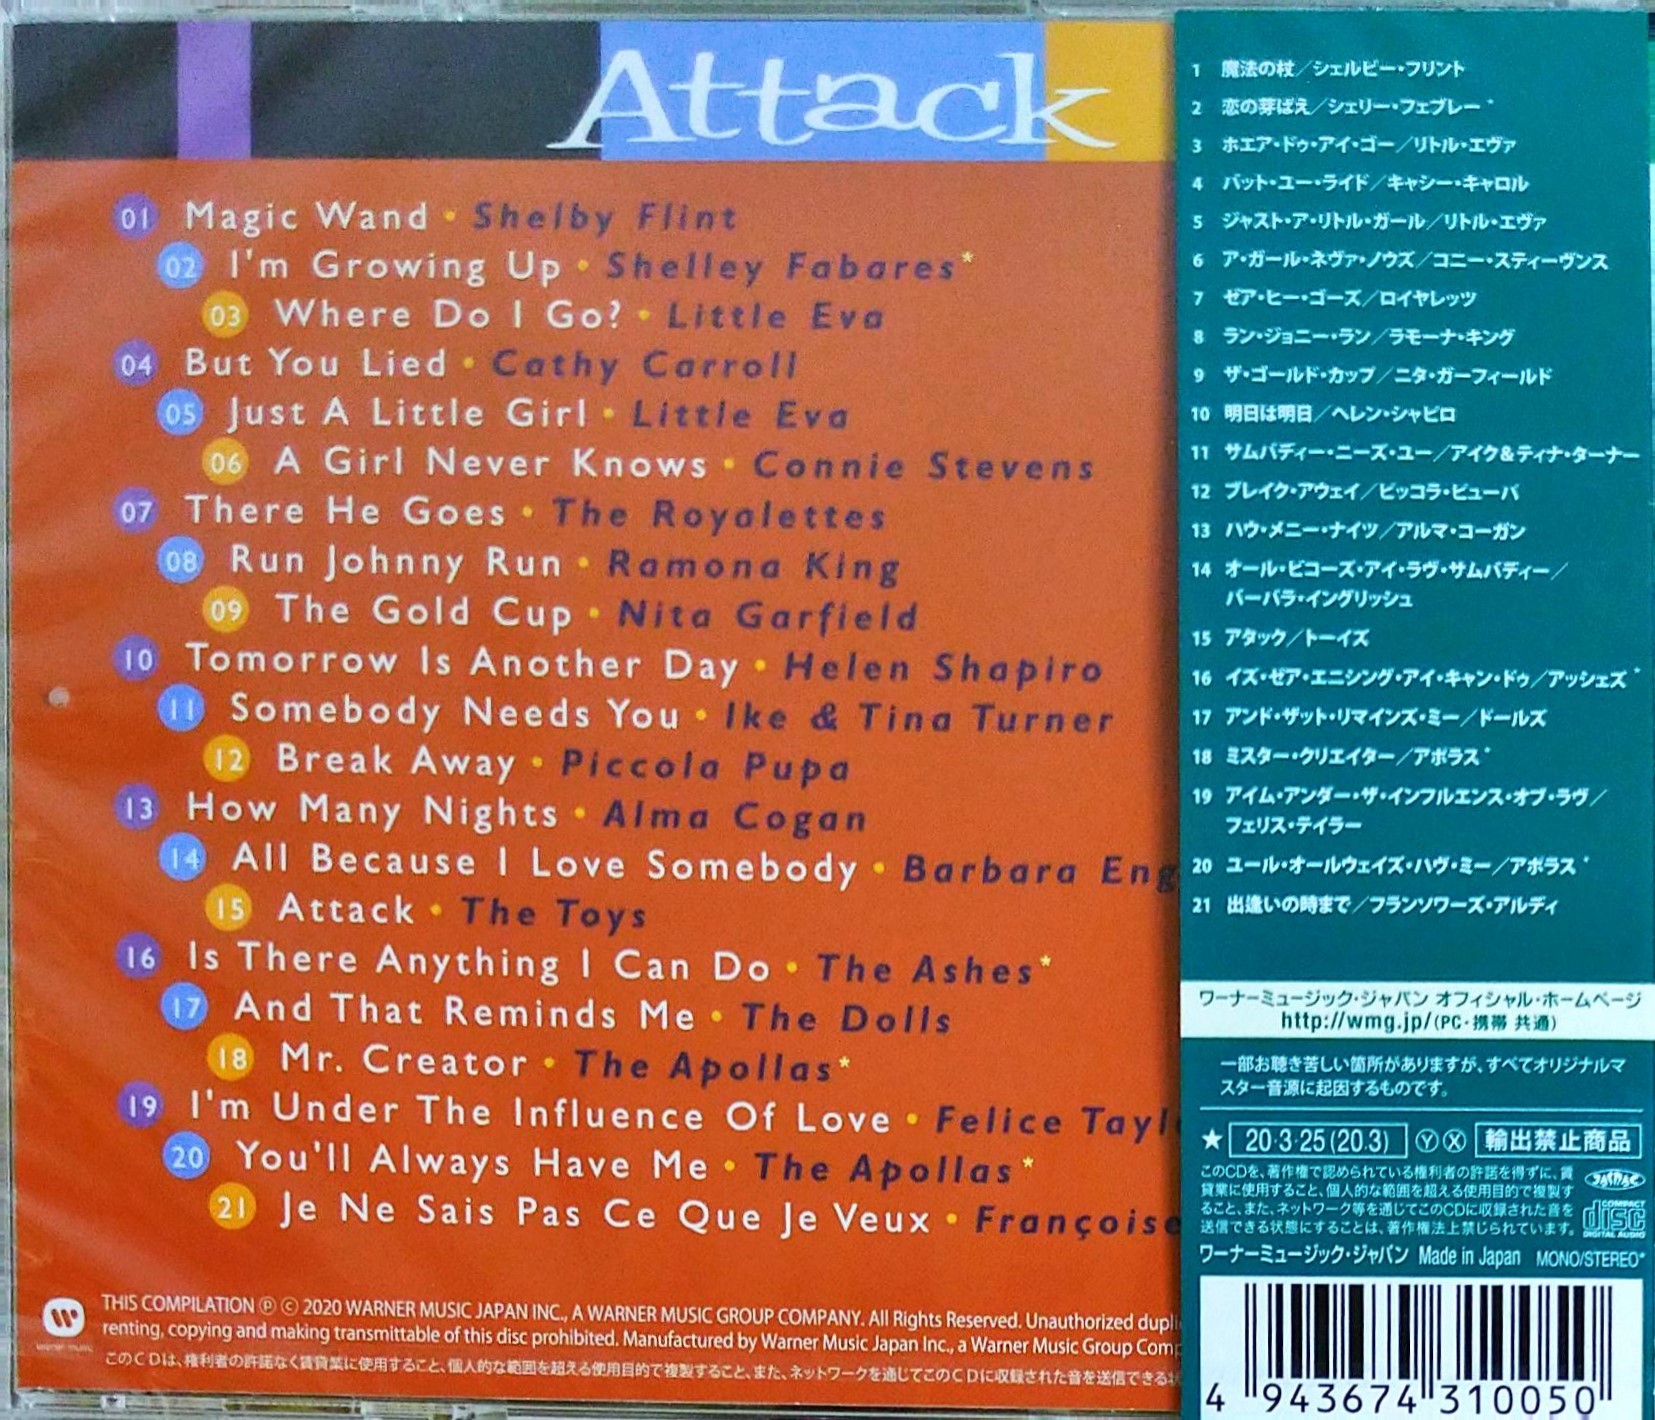 Attack
01 Magic Wand • Shelby Flint
02 I'm Growing Up • Shelley Fabares*
03 Where Do I Go? • Little Eva
04 But You Lied • Cathy Carroll
05 Just A Little Girl • Little Eva
06 A Girl Never Knows • Connie Stevens
07 There He Goes • The Royalettes
08 Run Johnny Run • Ramona King
09 The Gold Cup • Nita Garfield
10 Tomorrow Is Another Day • Helen Shapiro
11 Somebody Needs You • Ike & Tina Turner
12 Break Away • Piccola Pupa
13 How Many Nights • Alma Cogan
14 All Because I Love Somebody • Barbara Eng
15 Attack • The Toys
16 Is There Anything I Can Do • The Ashes*
17 And That Reminds Me • The Dolls
18 Mr. Creator • The Apollas*
19 I'm Under The Influence Of Love • Felice Tayl
20 You'll Always Have Me • The Apollas*
21 Je Ne Sais Pas Ce Que Je Veux • Françoise
THIS COMPILATION Ⓟ © 2020 WARNER MUSIC JAPAN INC., A WARNER MUSIC GROUP COMPANY. All Rights Reserved. Unauthorized dupli
renting, copying and making transmittable of this disc prohibited. Manufactured by Warner Music Japan Inc., a Warner Music Group Comp
このCDは、権利者の許諾なく賃貸業に使用すること、個人的な範囲を超える使用目的で複製すること、また、ネットワークを通じてこのCDに収録された音を送信できる状
warner music
1 魔法の杖／シェルビー・フリント
2 恋の芽ばえ／シェリー・フェブレー*
3 ホエア・ドゥ・アイ・ゴー／リトル・エヴァ
4 バット・ユー・ライド／キャシー・キャロル
5 ジャスト・ア・リトル・ガール／リトル・エヴァ
6 ア・ガール・ネヴァ・ノウズ／コニー・スティーヴンス
7 ゼア・ヒー・ゴーズ／ロイヤレッツ
8 ラン・ジョニー・ラン／ラモーナ・キング
9 ザ・ゴールド・カップ／ニタ・ガーフィールド
10 明日は明日／ヘレン・シャピロ
11 サムバディー・ニーズ・ユー／アイク&ティナ・ターナー
12 ブレイク・アウェイ／ピッコラ・ピューパ
13 ハウ・メニー・ナイツ／アルマ・コーガン
14 オール・ビコーズ・アイ・ラヴ・サムバディー／
バーバラ・イングリッシュ
15 アタック／トーイズ
16 イズ・ゼア・エニシング・アイ・キャン・ドゥ／アッシェズ*
17 アンド・ザット・リマインズ・ミー／ドールズ
18 ミスター・クリエイター／アポラス*
19 アイム・アンダー・ザ・インフルエンス・オブ・ラヴ／
フェリス・テイラー
20 ユール・オールウェイズ・ハヴ・ミー／アポラス*
21 出逢いの時まで／フランソワーズ・アルディ
ワーナーミュージック・ジャパン オフィシャル・ホームページ
http://wmg.jp/(PC・携帯 共通)
一部お聴き苦しい箇所がありますが、すべてオリジナルマ
スター音源に起因するものです。
★ 20・3・25(20.3) Ⓨ Ⓧ 輸出禁止商品
このCDを、著作権で認められている権利者の許諾を得ずに、賃
貸業に使用すること、個人的な範囲を超える使用目的で複製す
ること、また、ネットワーク等を通じてこのCDに収録された音を
送信できる状態にすることは、著作権法上禁じられています。
JASRAC
COMPACT disc DIGITAL AUDIO
ワーナーミュージック・ジャパン Made in Japan MONO/STEREO*
4 943674 310050